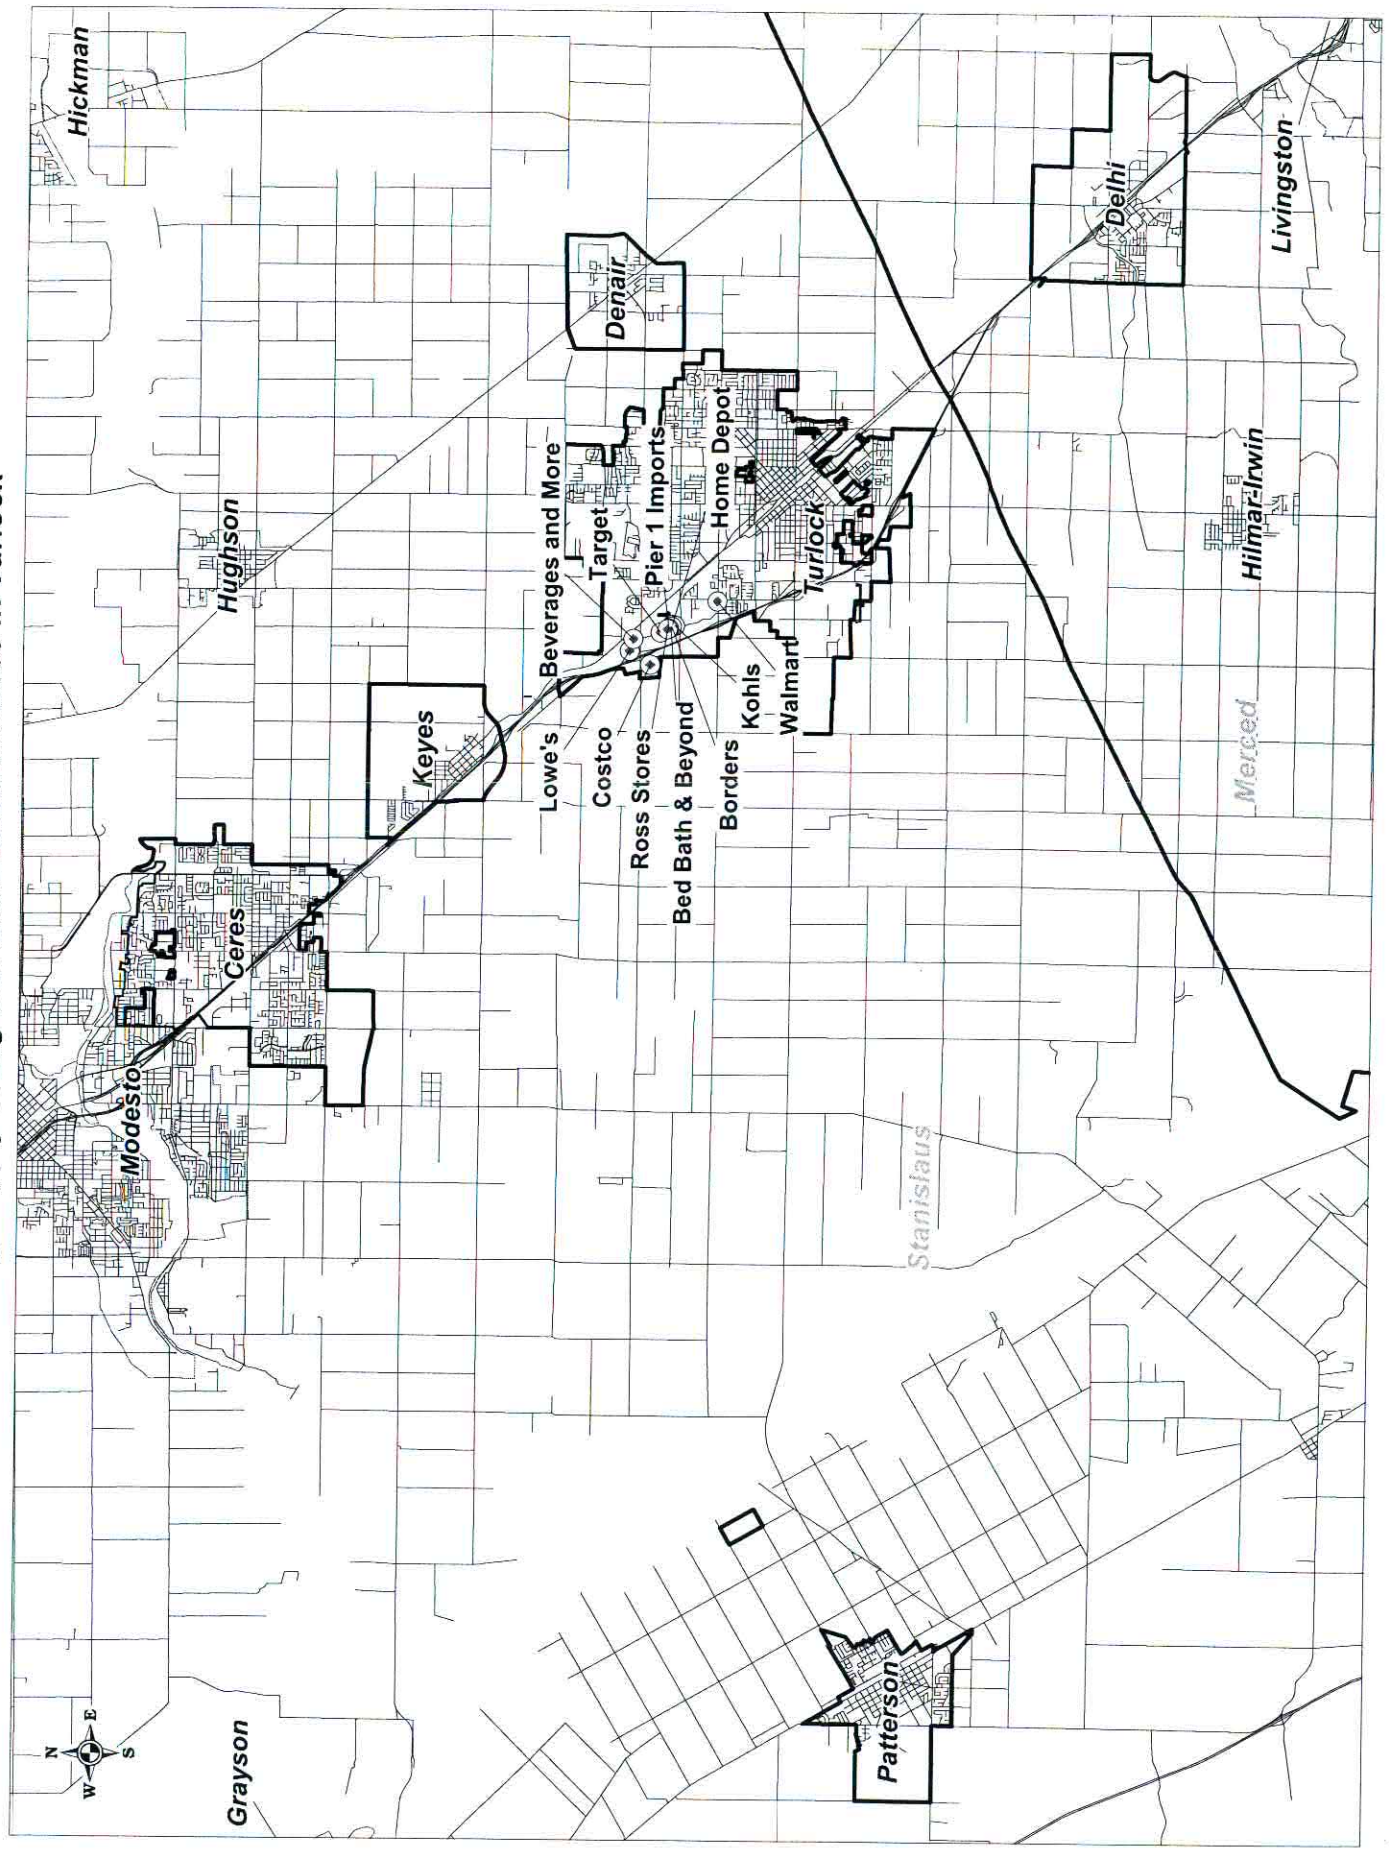 Hickman
Hughson
Denair
Delhi
Livingston
Keyes
Beverages and More
Target
Pier 1 Imports
Home Depot
Turlock
Hilmar-Irwin
Ceres
Modesto
Lowe's
Costco
Ross Stores
Bed Bath & Beyond
Borders
Kohls
Walmart
Merced
Stanislaus
Grayson
Patterson
N
W E
S